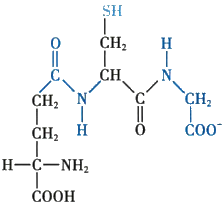 SH
O CH₂ H
C N CH N
CH₂ H C CH₂
CH₂ O COO⁻
H–C–NH₂
COOH